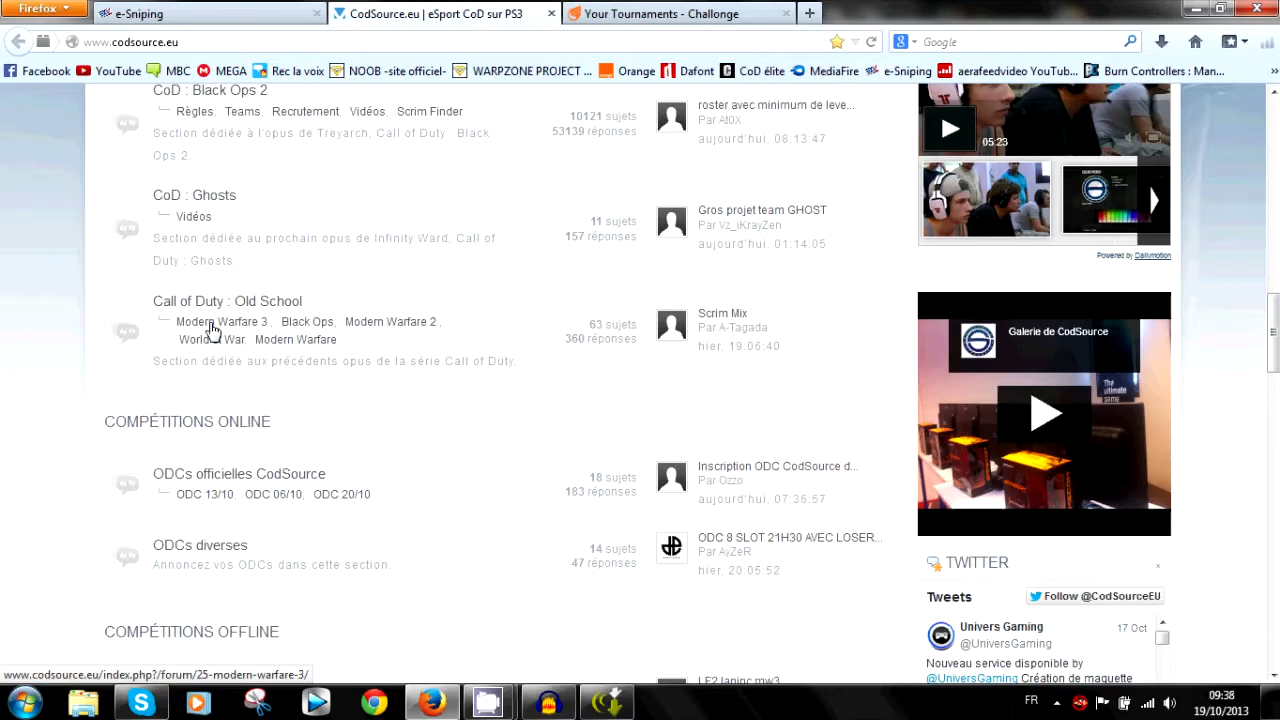 Firefox
e-Sniping
CodSource.eu | eSport CoD sur PS3
Your Tournaments - Challonge
www.codsource.eu
Google
Facebook
YouTube
MBC
MEGA
Rec la voix
NOOB -site officiel-
WARPZONE PROJECT ...
Orange
Dafont
CoD élite
MediaFire
e-Sniping
aerafeedvideo YouTub...
Burn Controllers : Man...
CoD : Black Ops 2
Règles, Teams, Recrutement, Vidéos, Scrim Finder
Section dédiée à l'opus de Treyarch, Call of Duty : Black
Ops 2.
10121 sujets
53139 réponses
roster avec minimum de leve...
Par At0X
aujourd'hui, 08:13:47
05:23
CoD : Ghosts
Vidéos
Section dédiée au prochain opus de Infinity Ward, Call of
Duty : Ghosts.
11 sujets
157 réponses
Gros projet team GHOST
Par Vz_iKrayZen
aujourd'hui, 01:14:05
Powered by Dailymotion
Call of Duty : Old School
Modern Warfare 3, Black Ops, Modern Warfare 2,
World War Modern Warfare
Section dédiée aux précédents opus de la série Call of Duty.
63 sujets
360 réponses
Scrim Mix
Par A-Tagada
hier, 19:06:40
Galerie de CodSource
The
ultimate
game
COMPÉTITIONS ONLINE
ODCs officielles CodSource
ODC 13/10, ODC 06/10, ODC 20/10
18 sujets
183 réponses
Inscription ODC CodSource d...
Par Ozzo
aujourd'hui, 07:36:57
ODCs diverses
Annoncez vos ODCs dans cette section.
14 sujets
47 réponses
ODC 8 SLOT 21H30 AVEC LOSER...
Par AyZeR
hier, 20:05:52
TWITTER
Tweets
Follow @CodSourceEU
Univers Gaming
17 Oct
@UniversGaming
Nouveau service disponible by
@UniversGaming Création de maquette
COMPÉTITIONS OFFLINE
www.codsource.eu/index.php?/forum/25-modern-warfare-3/
FR
09:38
19/10/2013